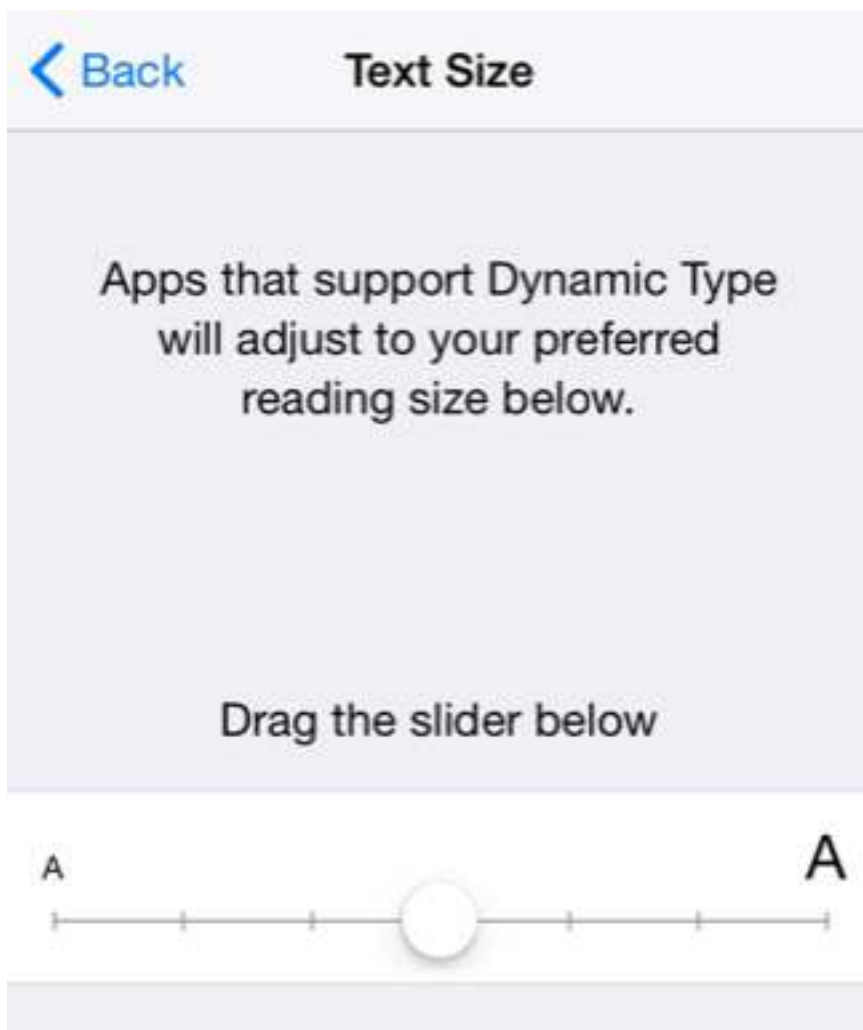 Back Text Size
Apps that support Dynamic Type
will adjust to your preferred
reading size below.
Drag the slider below
A A